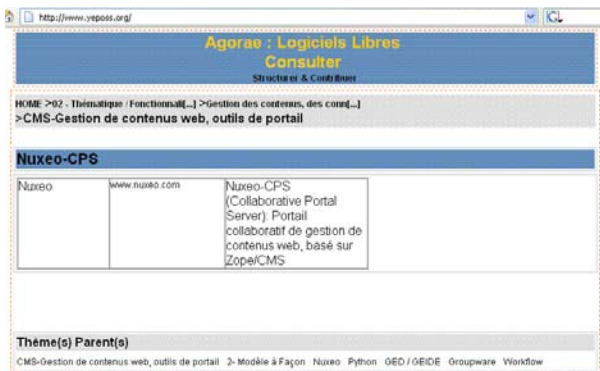 http://www.yeposs.org/
Agorae : Logiciels Libres
Consulter
Structurer & Contribuer
HOME >02 - Thématique / Fonctionnali[...] >Gestion des contenus, des conn[...]
>CMS-Gestion de contenus web, outils de portail
Nuxeo-CPS
Nuxeo
www.nuxeo.com
Nuxeo-CPS
(Collaborative Portal
Server): Portail
collaboratif de gestion de
contenus web, basé sur
Zope/CMS
Thème(s) Parent(s)
CMS-Gestion de contenus web, outils de portail 2- Modèle à Façon Nuxeo Python GED / GEIDE Groupware Workflow